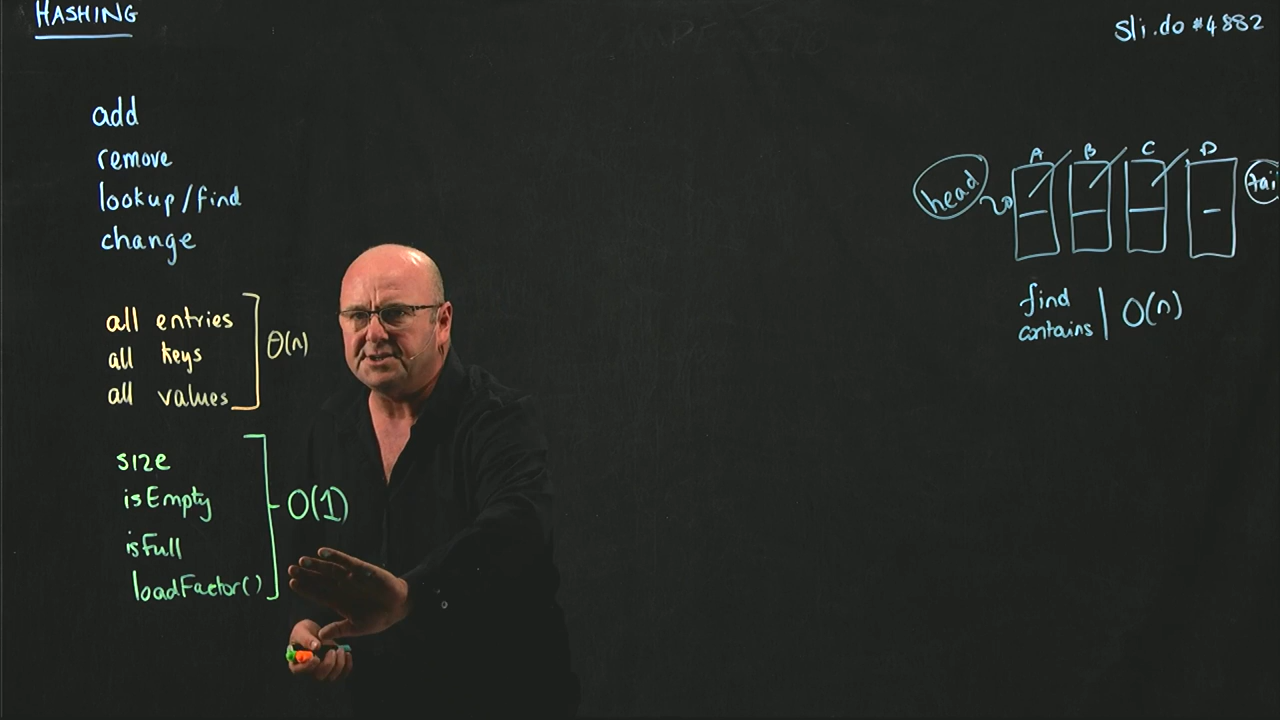 HASHING
sli.do #4882
add
remove
lookup/find
change
all entries
all keys
all values
Θ(n)
size
isEmpty
isFull
loadFactor()
O(1)
A B C D
head
tai
find
contains
O(n)